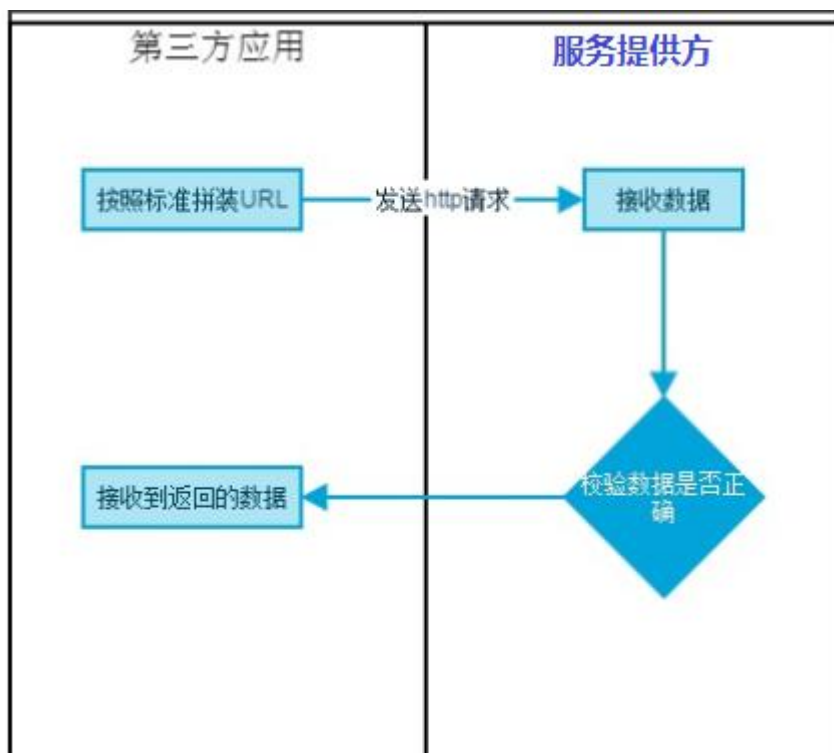 第三方应用
服务提供方
按照标准拼装URL
发送http请求
接收数据
接收到返回的数据
校验数据是否正
确